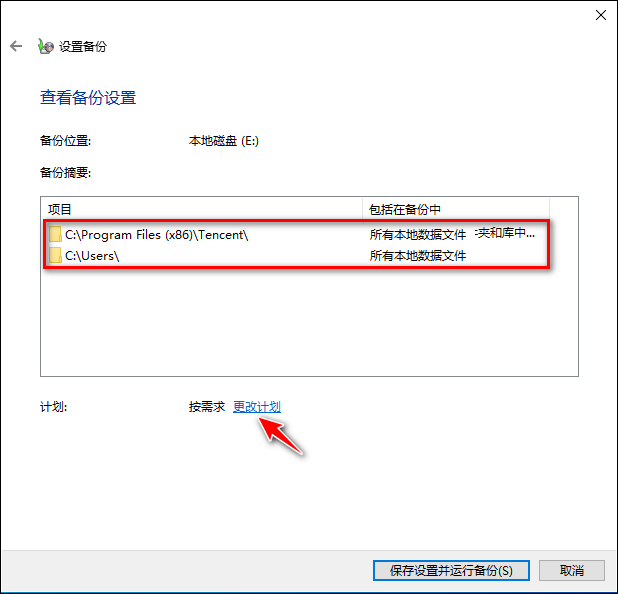 设置备份
查看备份设置
备份位置: 本地磁盘 (E:)
备份摘要:
项目 包括在备份中
C:\Program Files (x86)\Tencent\ 所有本地数据文件 夹和库中...
C:\Users\ 所有本地数据文件
计划: 按需求 更改计划
保存设置并运行备份(S) 取消